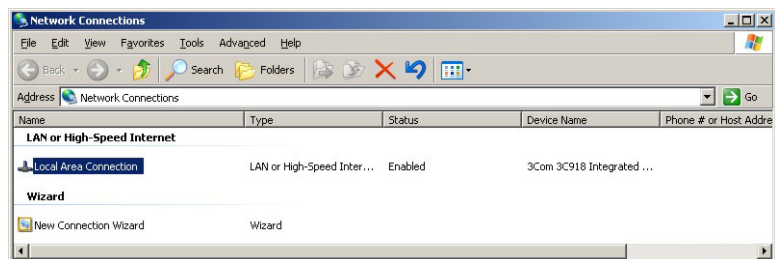 Network Connections
File Edit View Favorites Tools Advanced Help
Back Search Folders
Address Network Connections Go
Name Type Status Device Name Phone # or Host Addre
LAN or High-Speed Internet
Local Area Connection LAN or High-Speed Inter... Enabled 3Com 3C918 Integrated ...
Wizard
New Connection Wizard Wizard